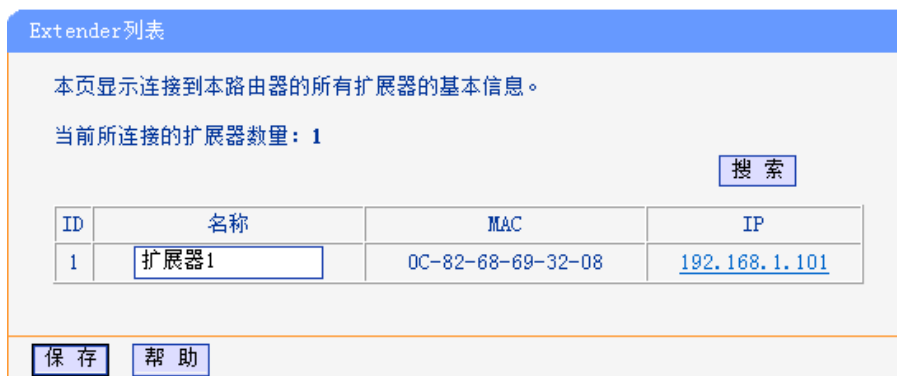 Extender列表
本页显示连接到本路由器的所有扩展器的基本信息。
当前所连接的扩展器数量：1
搜 索
ID 名称 MAC IP
1 扩展器1 0C-82-68-69-32-08 192.168.1.101
保 存 帮 助